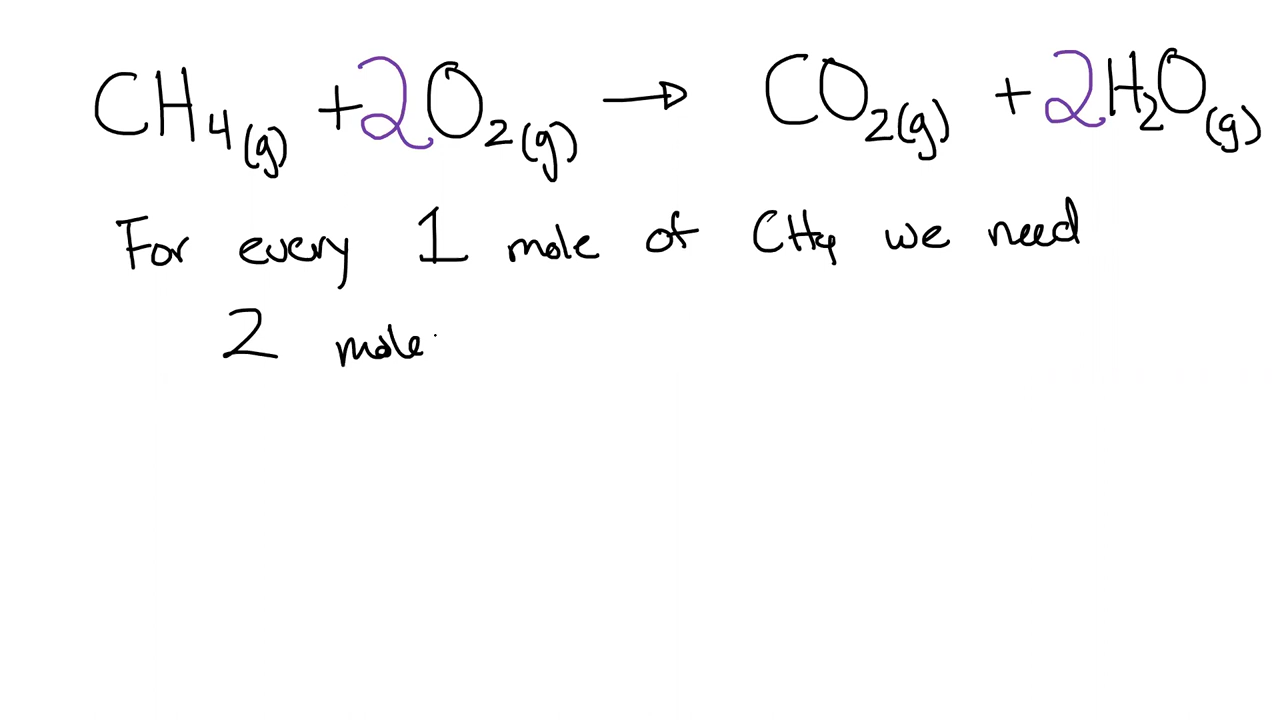 CH₄(g) + 2O₂(g) → CO₂(g) + 2H₂O(g)
For every 1 mole of CH₄ we need
2 mole